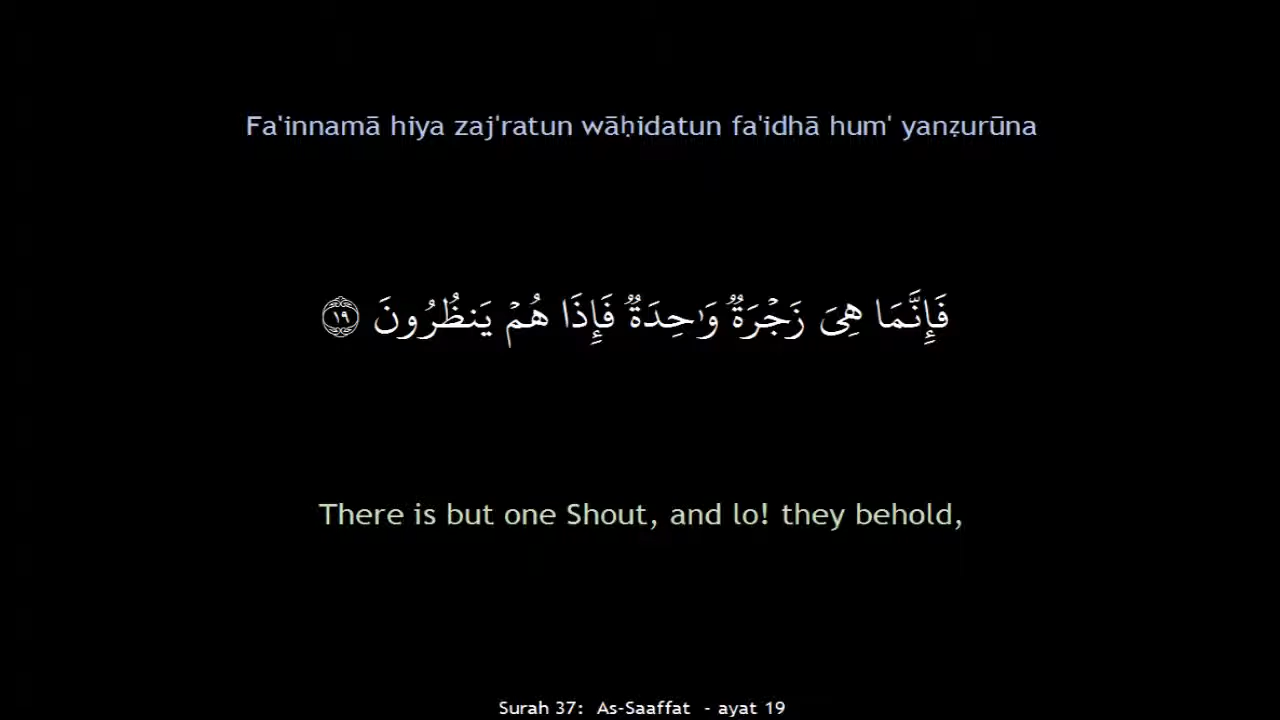 Fa'innamā hiya zaj'ratun wāḥidatun fa'idhā hum' yanẓurūna
فَإِنَّمَا هِىَ زَجْرَةٌ وَٰحِدَةٌ فَإِذَا هُمْ يَنظُرُونَ ١٩
There is but one Shout, and lo! they behold,
Surah 37: As-Saaffat - ayat 19